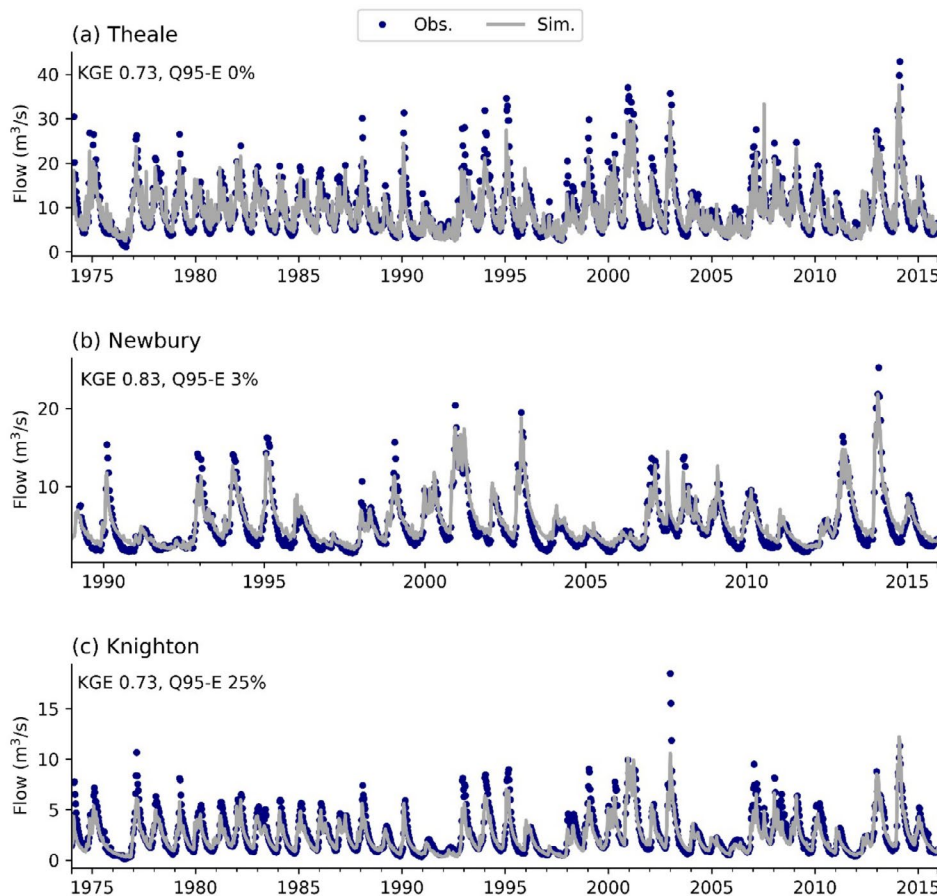 Obs. Sim.
(a) Theale
KGE 0.73, Q95-E 0%
Flow (m³/s)
40
30
20
10
0
1975 1980 1985 1990 1995 2000 2005 2010 2015
(b) Newbury
KGE 0.83, Q95-E 3%
Flow (m³/s)
20
10
1990 1995 2000 2005 2010 2015
(c) Knighton
KGE 0.73, Q95-E 25%
Flow (m³/s)
15
10
5
0
1975 1980 1985 1990 1995 2000 2005 2010 2015